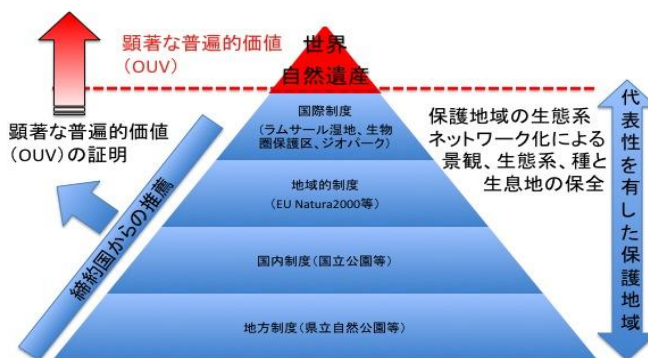 顕著な普遍的価値
(OUV)
世界
自然遺産
顕著な普遍的価値
(OUV)の証明
締約国からの推薦
国際制度
(ラムサール湿地、生物
圏保護区、ジオパーク)
地域的制度
(EU Natura2000等)
国内制度(国立公園等)
地方制度(県立自然公園等)
保護地域の生態系
ネットワーク化による
景観、生態系、種と
生息地の保全
代表性を有した保護地域